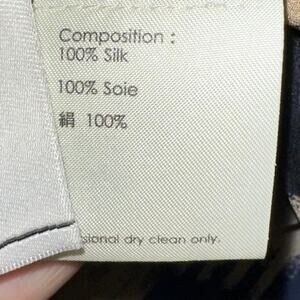 Composition :
100% Silk
100% Soie
絹 100%
dry clean only.